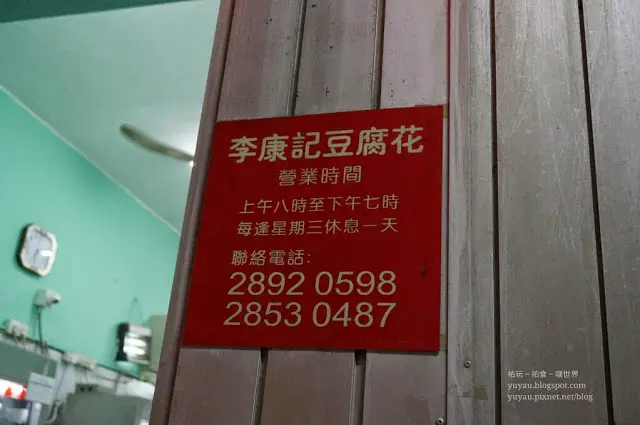 李康記豆腐花
營業時間
上午八時至下午七時
每逢星期三休息一天
聯絡電話:
2892 0598
2853 0487
祐玩~祐食~嘆世界
yuyau.blogspot.com
yuyau.pixnet.net/blog